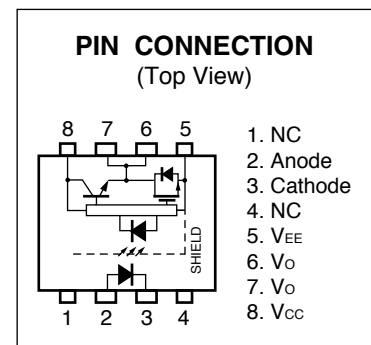 PIN CONNECTION
(Top View)
8 7 6 5
SHIELD
1 2 3 4
1. NC
2. Anode
3. Cathode
4. NC
5. VEE
6. VO
7. VO
8. VCC